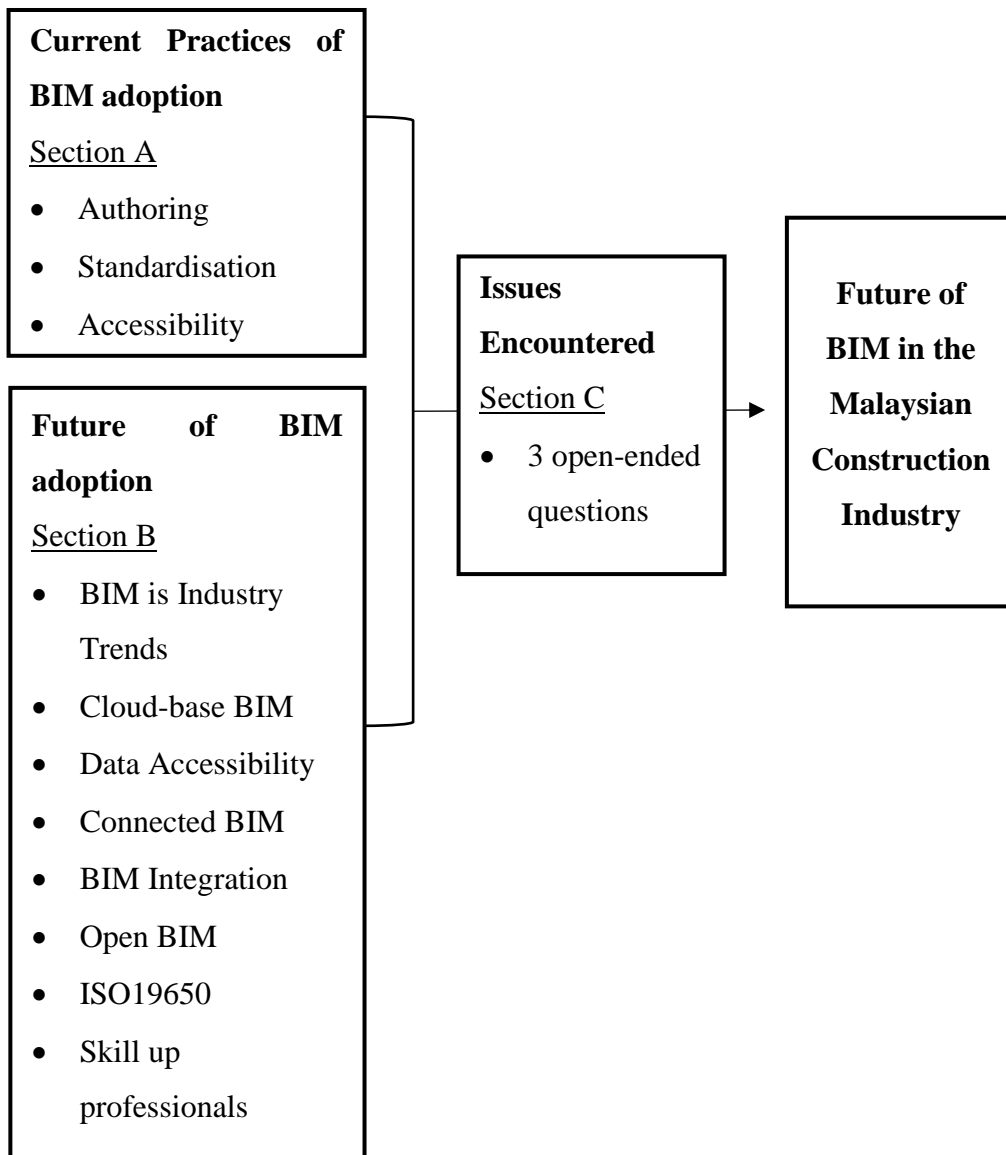 Current Practices of
BIM adoption
Section A
• Authoring
• Standardisation
• Accessibility
Future of BIM
adoption
Section B
• BIM is Industry
Trends
• Cloud-base BIM
• Data Accessibility
• Connected BIM
• BIM Integration
• Open BIM
• ISO19650
• Skill up
professionals
Issues
Encountered
Section C
• 3 open-ended
questions
Future of
BIM in the
Malaysian
Construction
Industry